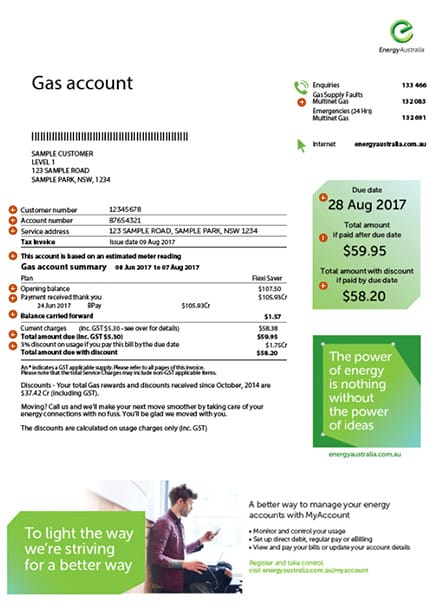 EnergyAustralia
Gas account
Enquiries 133 466
Gas Supply Faults
Multinet Gas 132 083
Emergencies (24 Hrs)
Multinet Gas 132 691
Internet energyaustralia.com.au
SAMPLE CUSTOMER
LEVEL 1
123 SAMPLE ROAD
SAMPLE PARK, NSW, 1234
Due date
28 Aug 2017
Total amount
if paid after due date
$59.95
Total amount with discount
if paid by due date
$58.20
Customer number 12345678
Account number 87654321
Service address 123 SAMPLE ROAD, SAMPLE PARK, NSW 1234
Tax Invoice Issue date 09 Aug 2017
This account is based on an estimated meter reading
Gas account summary 08 Jun 2017 to 07 Aug 2017
Plan Flexi Saver
Opening balance $107.50
Payment received thank you $105.93Cr
24 Jun 2017 BPay $105.93Cr
Balance carried forward $1.57
Current charges (inc. GST $5.30 - see over for details) $58.38
Total amount due (inc. GST $5.30) $59.95
3% discount on usage if you pay this bill by the due date $1.75Cr
Total amount due with discount $58.20
An * indicates a GST applicable supply. Please refer to all pages of this invoice.
Please note that the total Service Charges may include non-GST applicable items.
Discounts - Your total Gas rewards and discounts received since October, 2014 are
$37.42 Cr (including GST).
Moving? Call us and we'll make your next move smoother by taking care of your
energy connections with no fuss. You'll be glad we moved with you.
The discounts are calculated on usage charges only (inc. GST)
The power
of energy
is nothing
without
the power
of ideas
energyaustralia.com.au
To light the way
we're striving
for a better way
A better way to manage your energy
accounts with MyAccount
• Monitor and control your usage
• Set up direct debit, regular pay or eBilling
• View and pay your bills or update your account details
Register and take control,
visit energyaustralia.com.au/myaccount